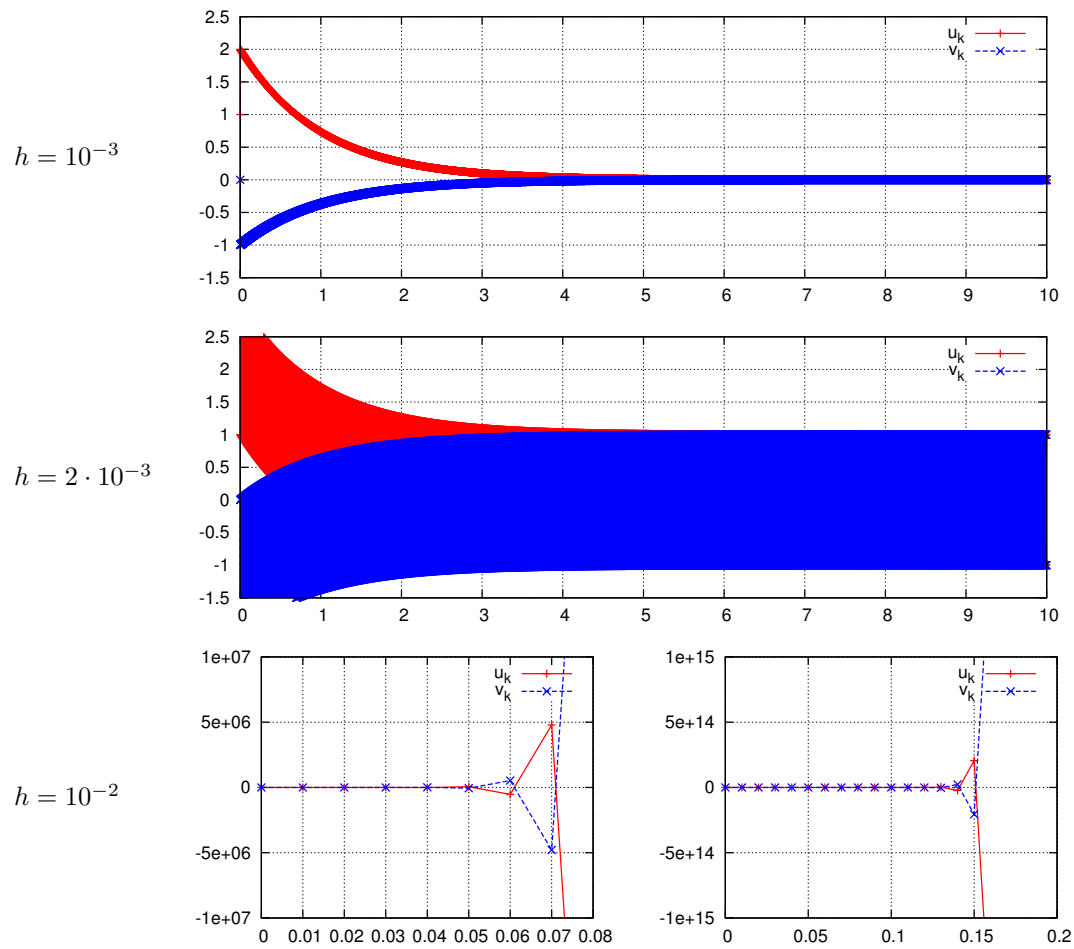 2.5
2
1.5
1
0.5
0
-0.5
-1
-1.5
u_k
v_k
h = 10^{-3}
0 1 2 3 4 5 6 7 8 9 10
2.5
2
1.5
1
0.5
0
-0.5
-1
-1.5
u_k
v_k
h = 2 · 10^{-3}
0 1 2 3 4 5 6 7 8 9 10
1e+07
5e+06
0
-5e+06
-1e+07
u_k
v_k
h = 10^{-2}
0 0.01 0.02 0.03 0.04 0.05 0.06 0.07 0.08
1e+15
5e+14
0
-5e+14
-1e+15
u_k
v_k
0 0.05 0.1 0.15 0.2